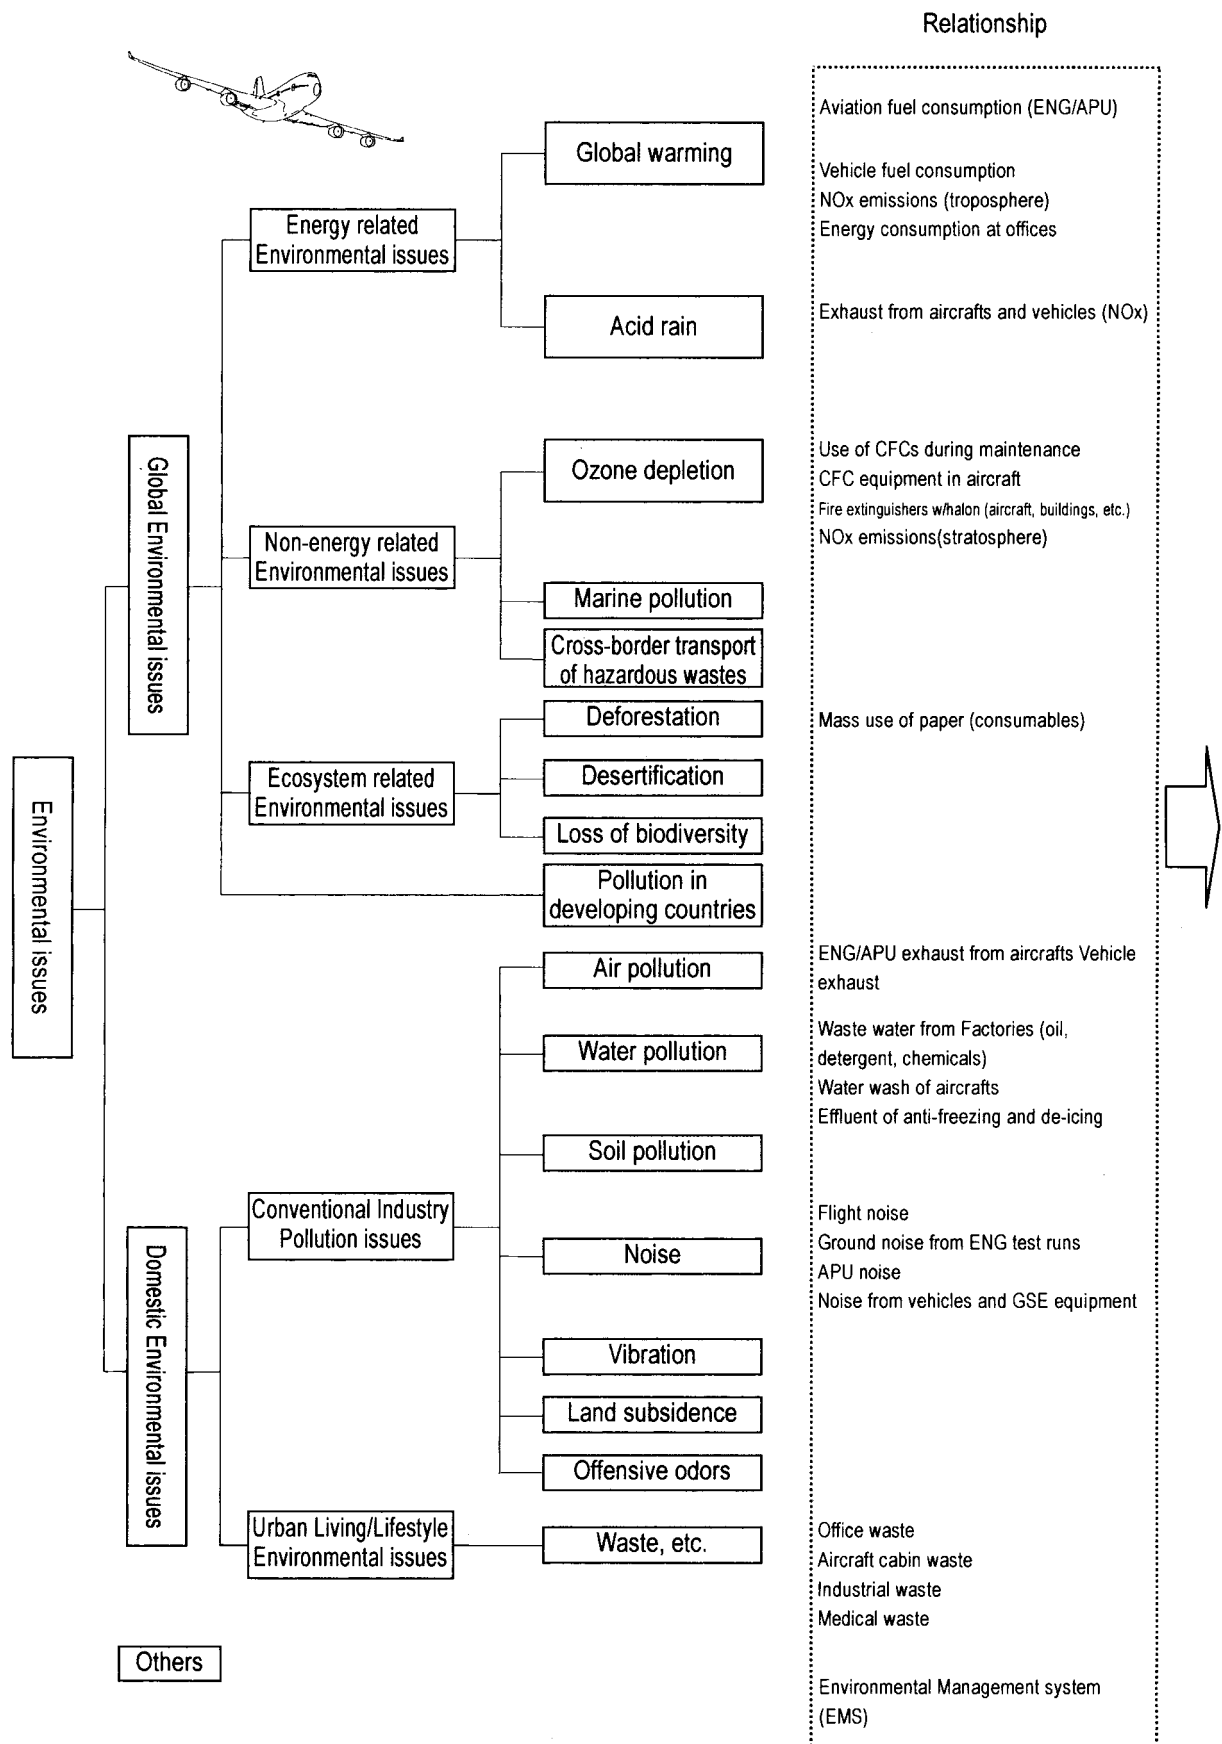 Relationship
Aviation fuel consumption (ENG/APU)
Global warming
Vehicle fuel consumption
NOx emissions (troposphere)
Energy consumption at offices
Energy related
Environmental issues
Acid rain
Exhaust from aircrafts and vehicles (NOx)
Global Environmental issues
Ozone depletion
Use of CFCs during maintenance
CFC equipment in aircraft
Fire extinguishers w/halon (aircraft, buildings, etc.)
NOx emissions(stratosphere)
Non-energy related
Environmental issues
Marine pollution
Cross-border transport
of hazardous wastes
Deforestation
Mass use of paper (consumables)
Ecosystem related
Environmental issues
Desertification
Loss of biodiversity
Environmental issues
Pollution in
developing countries
Air pollution
ENG/APU exhaust from aircrafts Vehicle
exhaust
Water pollution
Waste water from Factories (oil,
detergent, chemicals)
Water wash of aircrafts
Effluent of anti-freezing and de-icing
Soil pollution
Conventional Industry
Pollution issues
Noise
Flight noise
Ground noise from ENG test runs
APU noise
Noise from vehicles and GSE equipment
Domestic Environmental issues
Vibration
Land subsidence
Offensive odors
Urban Living/Lifestyle
Environmental issues
Waste, etc.
Office waste
Aircraft cabin waste
Industrial waste
Medical waste
Others
Environmental Management system
(EMS)